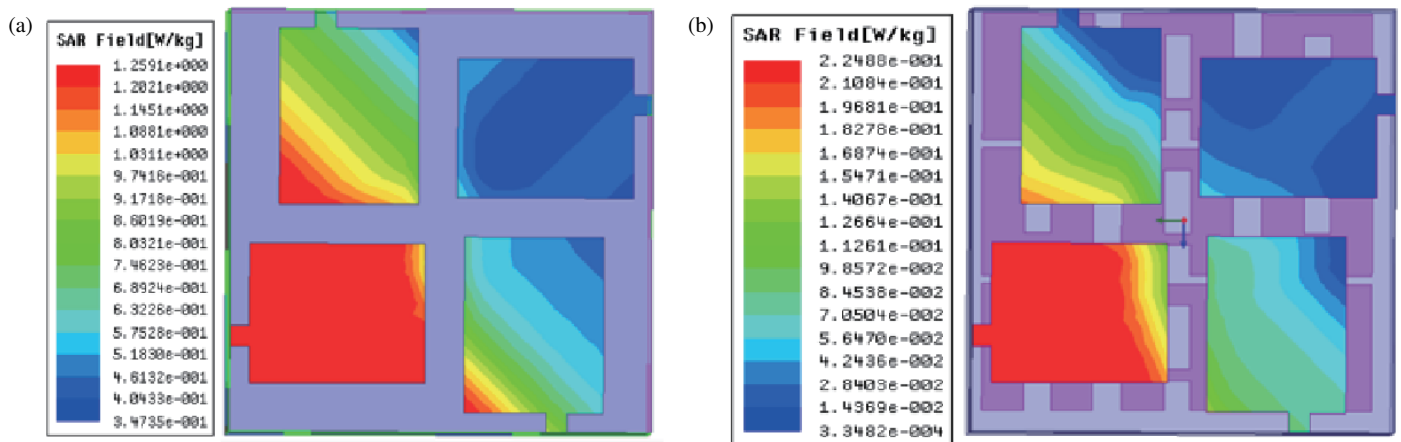 (a)
SAR Field[W/kg]
1.2591e+000
1.2021e+000
1.1451e+000
1.0881e+000
1.0311e+000
9.7416e-001
9.1718e-001
8.6019e-001
8.0321e-001
7.4623e-001
6.8924e-001
6.3226e-001
5.7528e-001
5.1830e-001
4.6132e-001
4.0433e-001
3.4735e-001
(b)
SAR Field[W/kg]
2.2488e-001
2.1084e-001
1.9681e-001
1.8278e-001
1.6874e-001
1.5471e-001
1.4067e-001
1.2664e-001
1.1261e-001
9.8572e-002
8.4538e-002
7.0504e-002
5.6470e-002
4.2436e-002
2.8403e-002
1.4369e-002
3.3482e-004